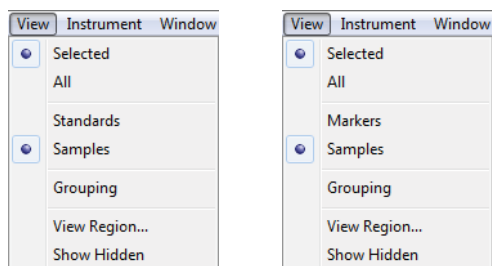 View Instrument Window
Selected
All
Standards
Samples
Grouping
View Region...
Show Hidden
View Instrument Window
Selected
All
Markers
Samples
Grouping
View Region...
Show Hidden